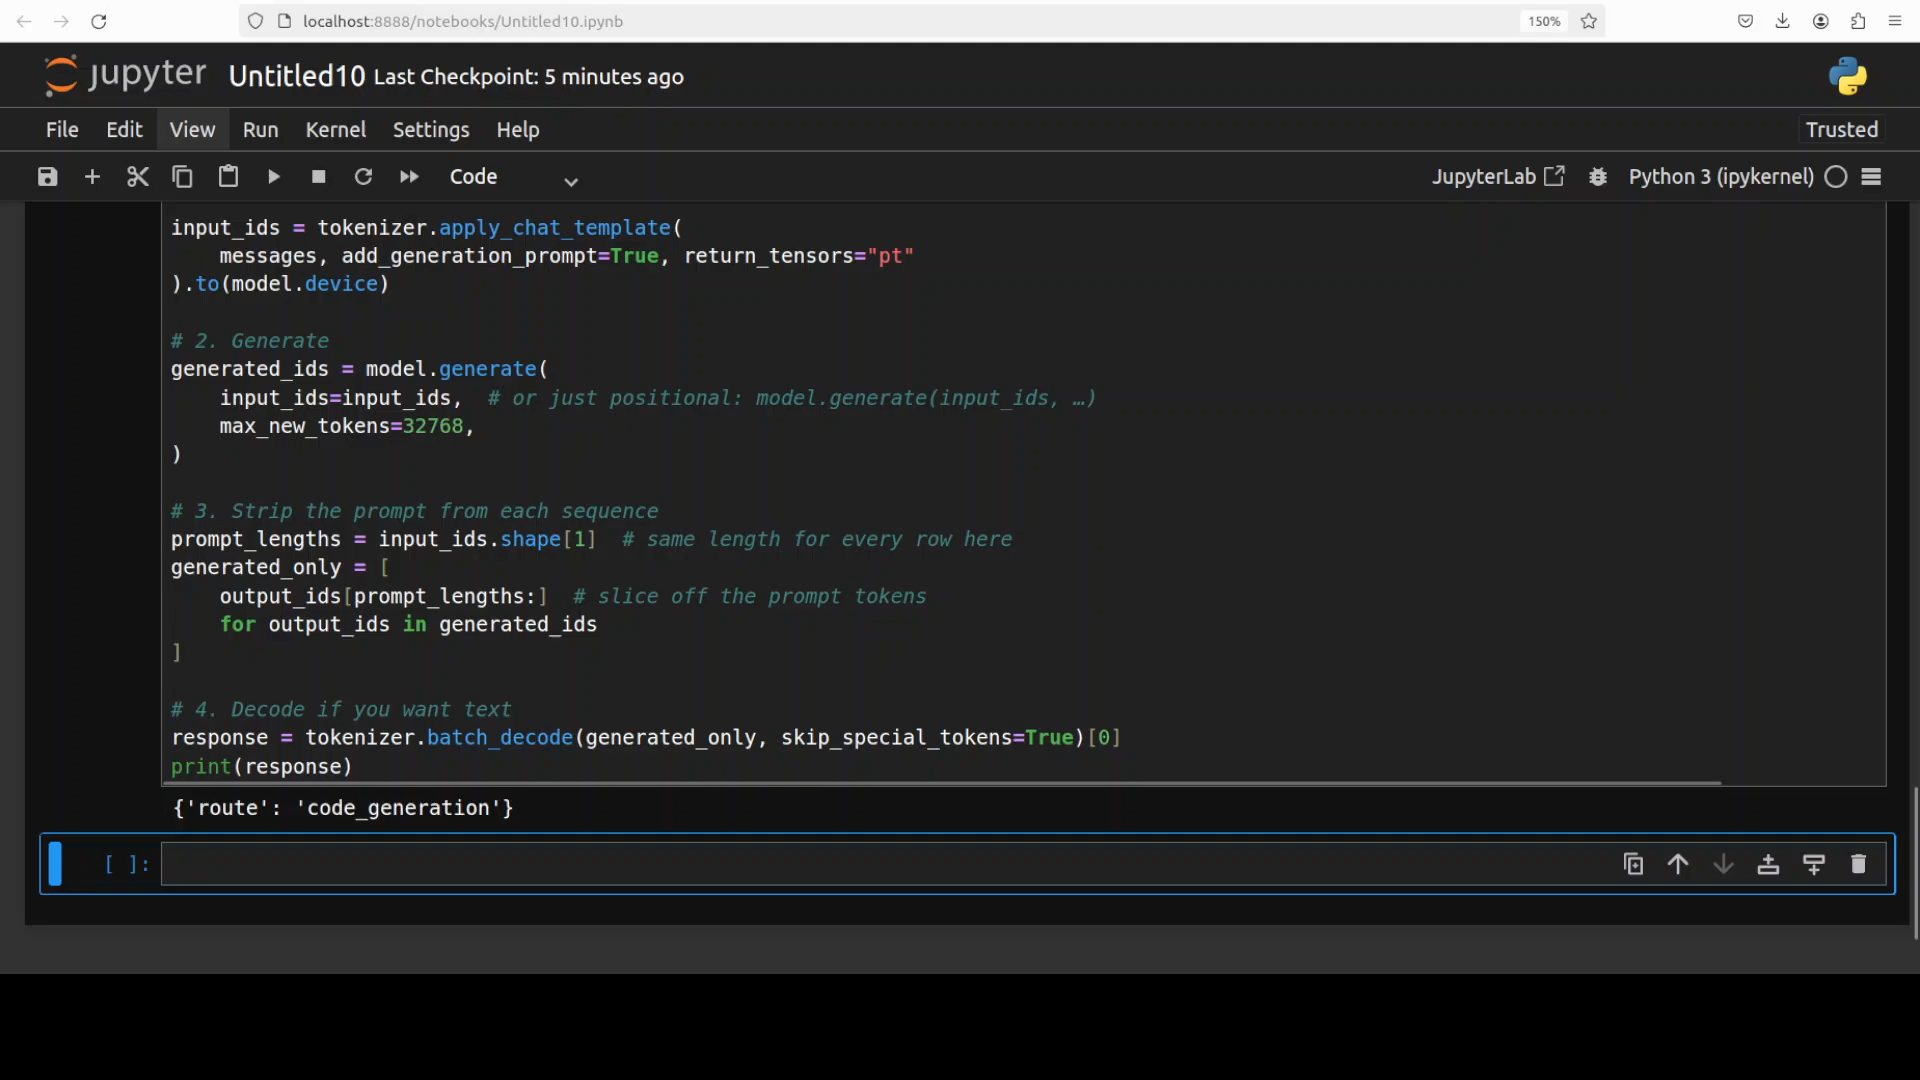 localhost:8888/notebooks/Untitled10.ipynb 150%
jupyter Untitled10 Last Checkpoint: 5 minutes ago
File Edit View Run Kernel Settings Help Trusted
Code JupyterLab Python 3 (ipykernel)
input_ids = tokenizer.apply_chat_template(
    messages, add_generation_prompt=True, return_tensors="pt"
).to(model.device)
# 2. Generate
generated_ids = model.generate(
    input_ids=input_ids,  # or just positional: model.generate(input_ids, …)
    max_new_tokens=32768,
)
# 3. Strip the prompt from each sequence
prompt_lengths = input_ids.shape[1]  # same length for every row here
generated_only = [
    output_ids[prompt_lengths:]  # slice off the prompt tokens
    for output_ids in generated_ids
]
# 4. Decode if you want text
response = tokenizer.batch_decode(generated_only, skip_special_tokens=True)[0]
print(response)
{'route': 'code_generation'}
[ ]: